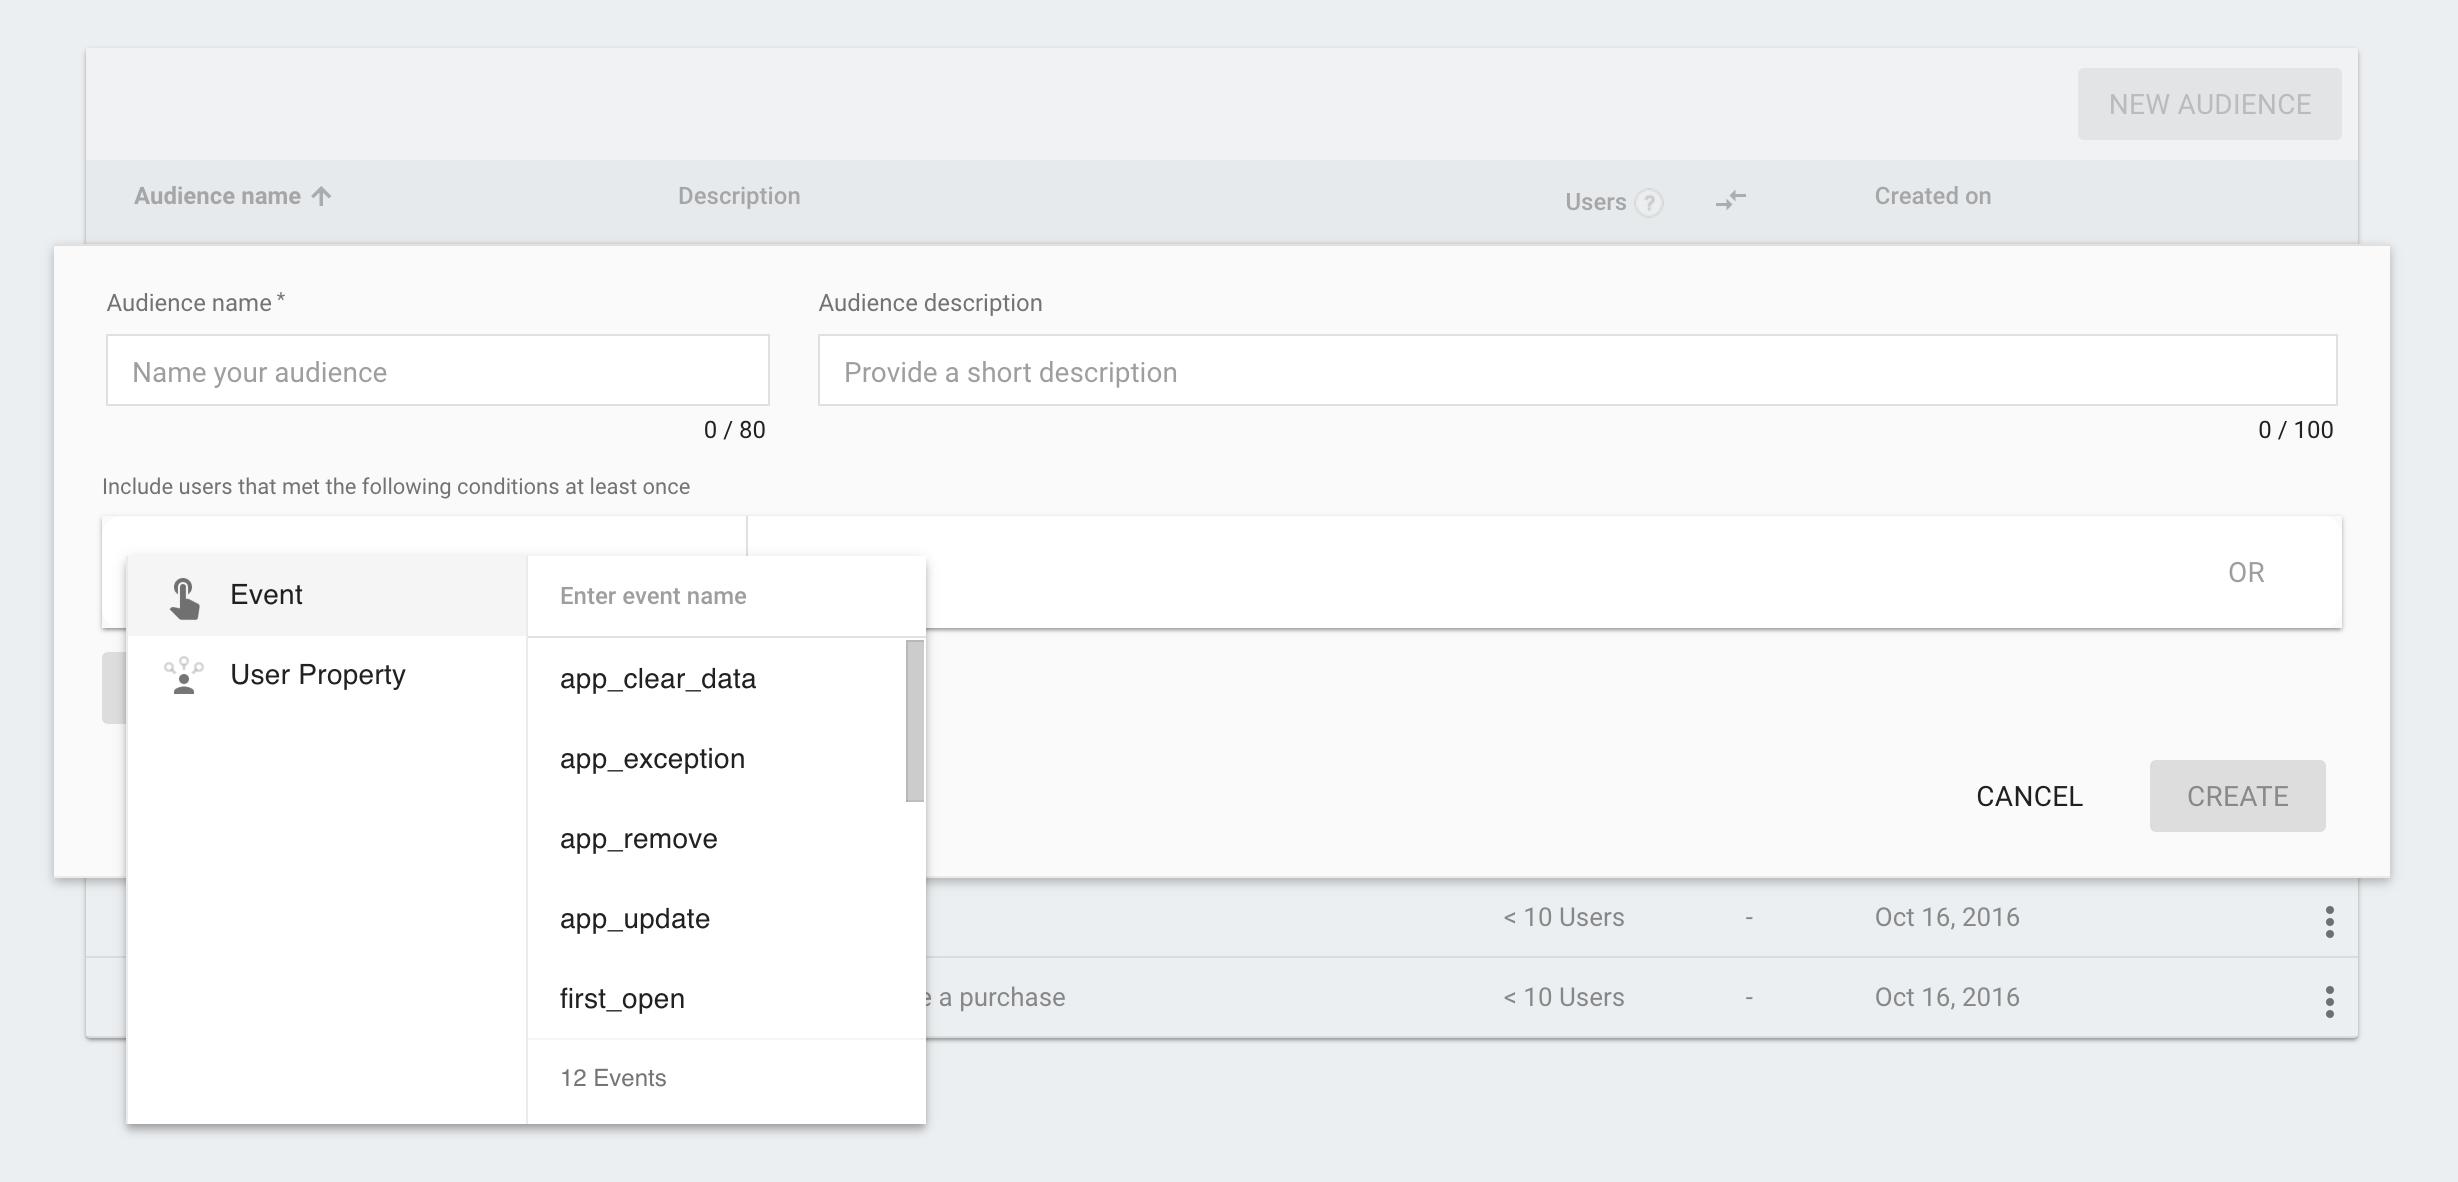 NEW AUDIENCE
Audience name Description Users ? Created on
Audience name * Audience description
Name your audience Provide a short description
0 / 80 0 / 100
Include users that met the following conditions at least once
OR
Event Enter event name
User Property app_clear_data
app_exception
CANCEL CREATE
app_remove
app_update < 10 Users - Oct 16, 2016
first_open a purchase < 10 Users - Oct 16, 2016
12 Events